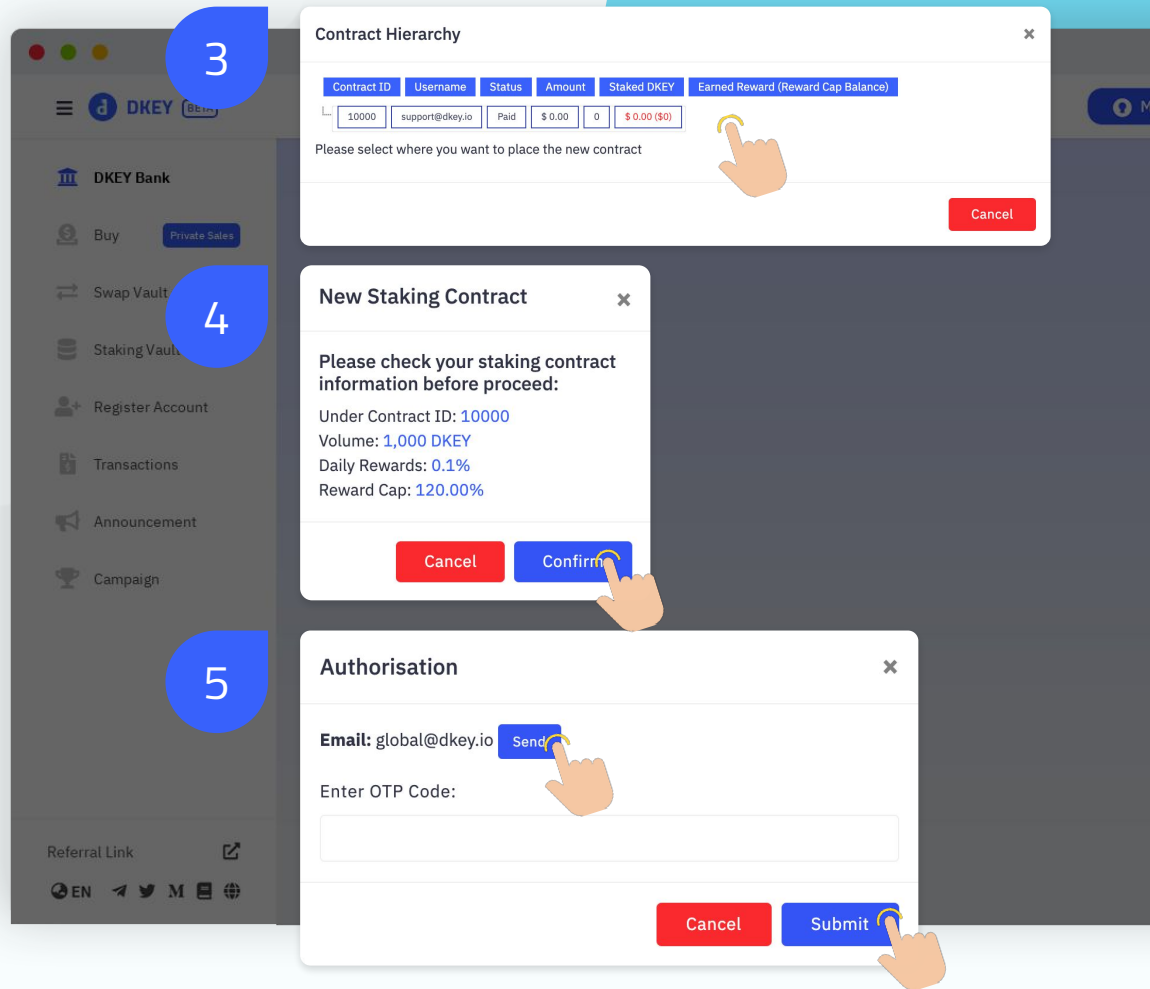 3
Contract Hierarchy
Contract ID Username Status Amount Staked DKEY Earned Reward (Reward Cap Balance)
10000 support@dkey.io Paid $ 0.00 0 $ 0.00 ($0)
Please select where you want to place the new contract
Cancel
DKEY BETA
M
DKEY Bank
Buy Private Sales
Swap Vault
Staking Vault
Register Account
Transactions
Announcement
Campaign
Referral Link
EN
4
New Staking Contract
Please check your staking contract
information before proceed:
Under Contract ID: 10000
Volume: 1,000 DKEY
Daily Rewards: 0.1%
Reward Cap: 120.00%
Cancel Confirm
5
Authorisation
Email: global@dkey.io Send
Enter OTP Code:
Cancel Submit